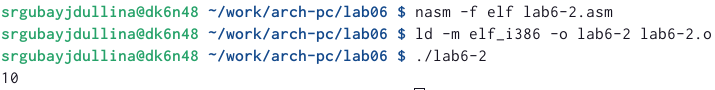 srgubayjdullina@dk6n48 ~/work/arch-pc/lab06 $ nasm -f elf lab6-2.asm
srgubayjdullina@dk6n48 ~/work/arch-pc/lab06 $ ld -m elf_i386 -o lab6-2 lab6-2.o
srgubayjdullina@dk6n48 ~/work/arch-pc/lab06 $ ./lab6-2
10